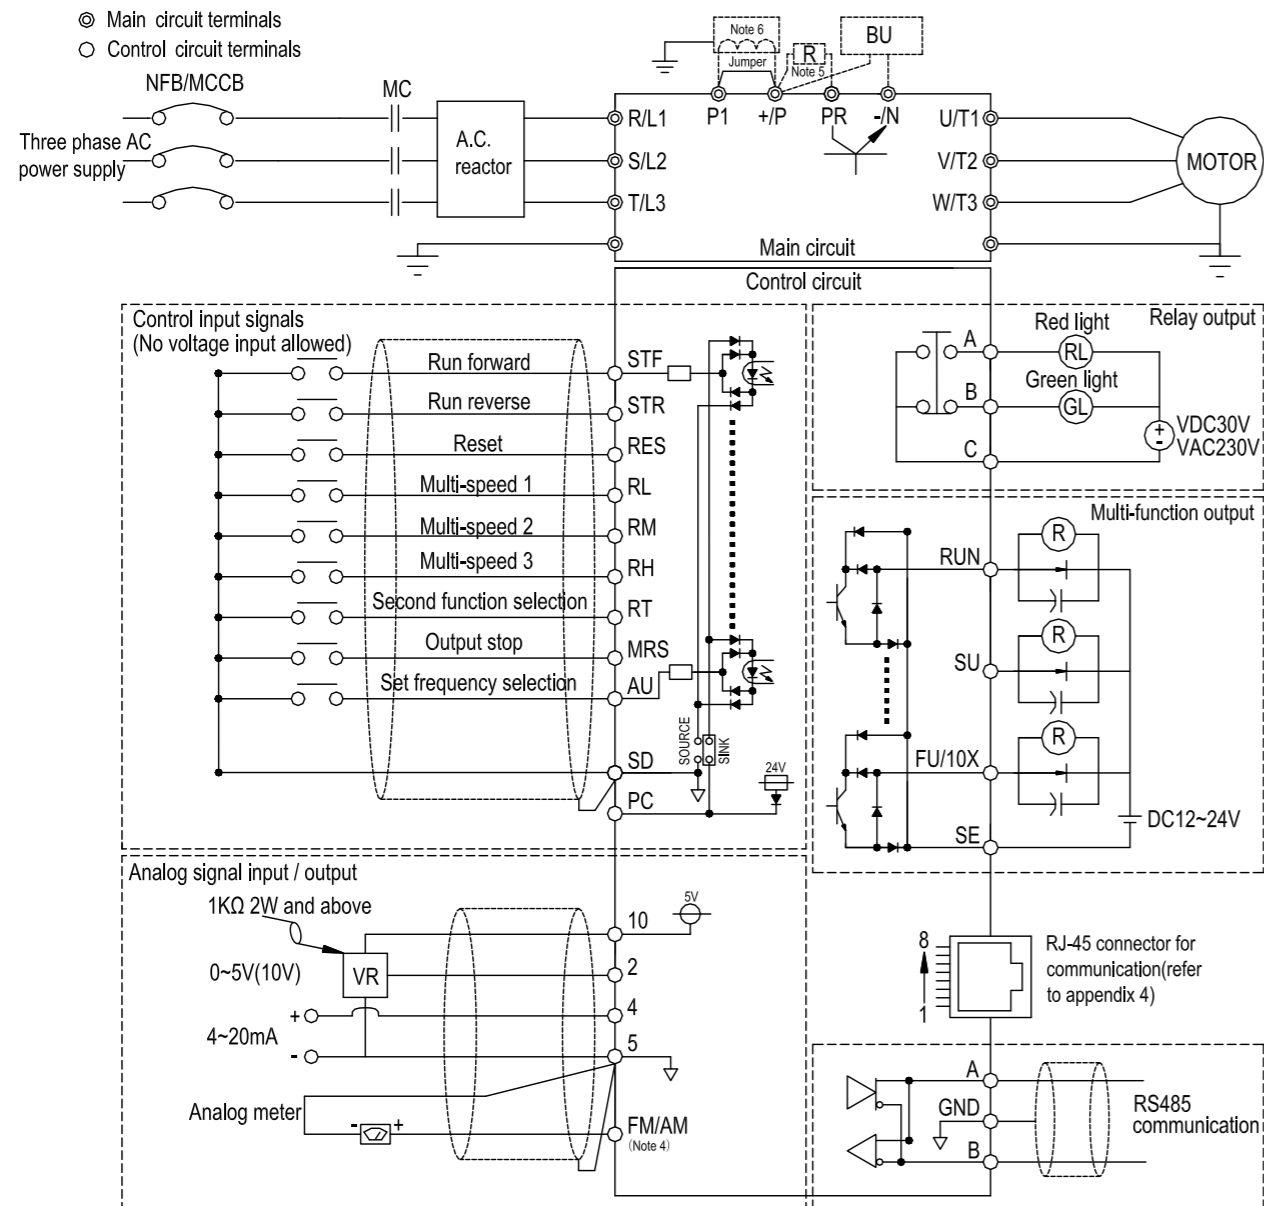 Main circuit terminals
Control circuit terminals
NFB/MCCB
MC
Three phase AC
power supply
A.C.
reactor
Note 6
Jumper
R
Note 5
BU
P1
+/P
PR
-/N
R/L1
S/L2
T/L3
U/T1
V/T2
W/T3
MOTOR
Main circuit
Control circuit
Control input signals
(No voltage input allowed)
Run forward
STF
Run reverse
STR
Reset
RES
Multi-speed 1
RL
Multi-speed 2
RM
Multi-speed 3
RH
Second function selection
RT
Output stop
MRS
Set frequency selection
AU
SOURCE
SINK
SD
24V
PC
Relay output
Red light
A
RL
Green light
B
GL
C
+
-
VDC30V
VAC230V
Multi-function output
R
RUN
R
SU
R
FU/10X
DC12~24V
SE
Analog signal input / output
1KΩ 2W and above
10
5V
0~5V(10V)
VR
2
+
4
4~20mA
-
5
Analog meter
-
+
FM/AM
(Note 4)
8
1
RJ-45 connector for
communication(refer
to appendix 4)
A
GND
B
RS485
communication